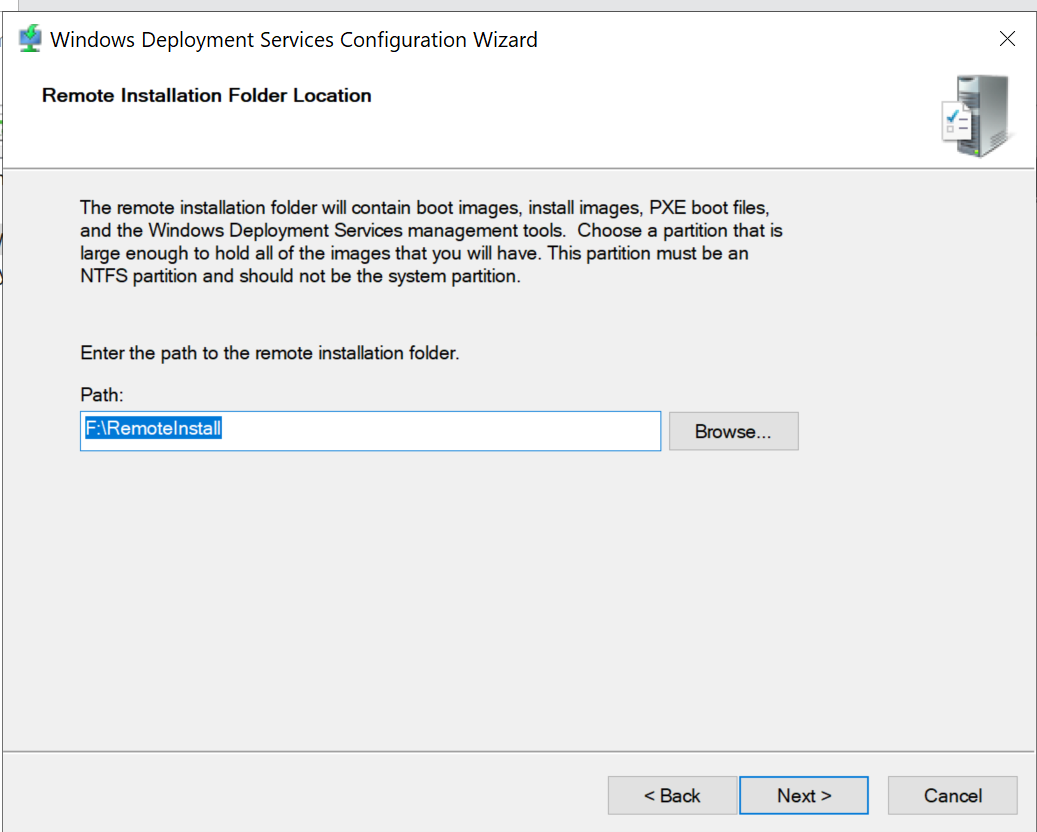 Windows Deployment Services Configuration Wizard
Remote Installation Folder Location
The remote installation folder will contain boot images, install images, PXE boot files,
and the Windows Deployment Services management tools.  Choose a partition that is
large enough to hold all of the images that you will have. This partition must be an
NTFS partition and should not be the system partition.
Enter the path to the remote installation folder.
Path:
F:\RemoteInstall
Browse...
< Back
Next >
Cancel